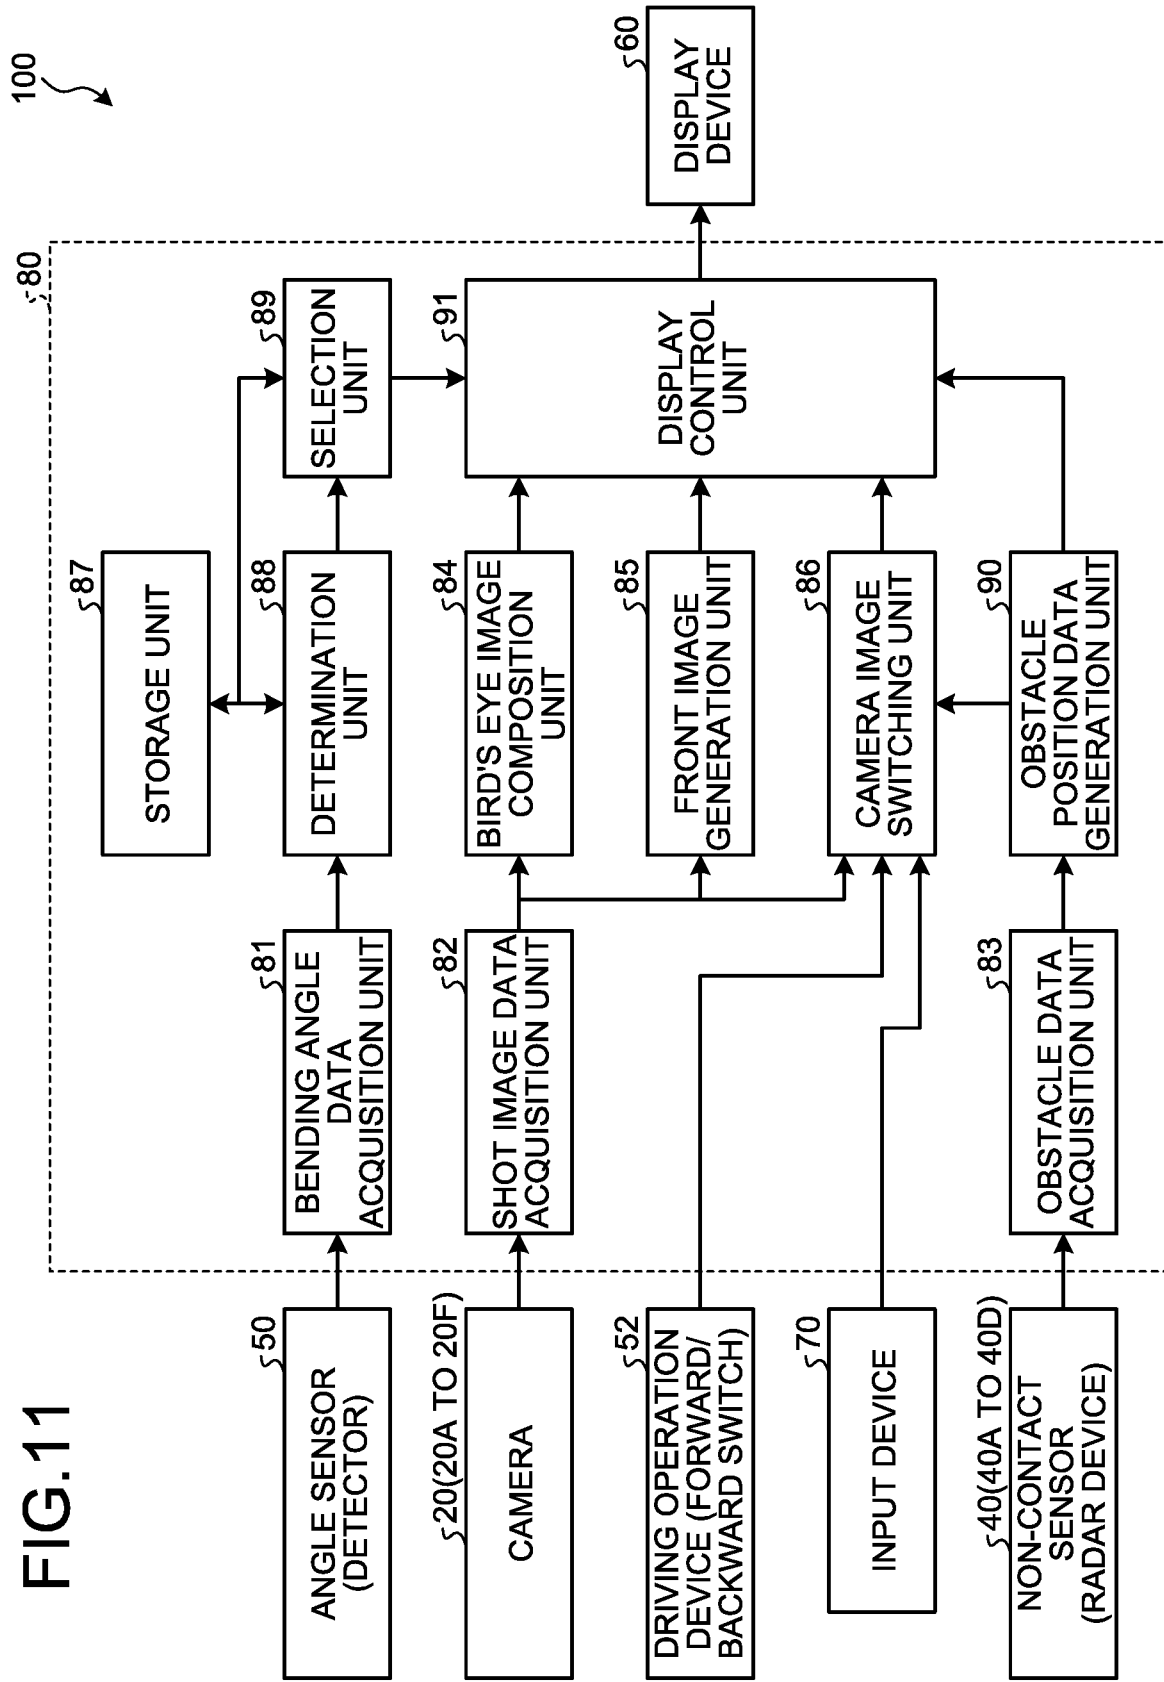 FIG.11
100
80
50
ANGLE SENSOR
(DETECTOR)
20(20A TO 20F)
CAMERA
52
DRIVING OPERATION
DEVICE (FORWARD/
BACKWARD SWITCH)
70
INPUT DEVICE
40(40A TO 40D)
NON-CONTACT
SENSOR
(RADAR DEVICE)
81
BENDING ANGLE
DATA
ACQUISITION UNIT
82
SHOT IMAGE DATA
ACQUISITION UNIT
83
OBSTACLE DATA
ACQUISITION UNIT
87
STORAGE UNIT
88
DETERMINATION
UNIT
84
BIRD'S EYE IMAGE
COMPOSITION
UNIT
85
FRONT IMAGE
GENERATION UNIT
86
CAMERA IMAGE
SWITCHING UNIT
90
OBSTACLE
POSITION DATA
GENERATION UNIT
89
SELECTION
UNIT
91
DISPLAY
CONTROL
UNIT
60
DISPLAY
DEVICE